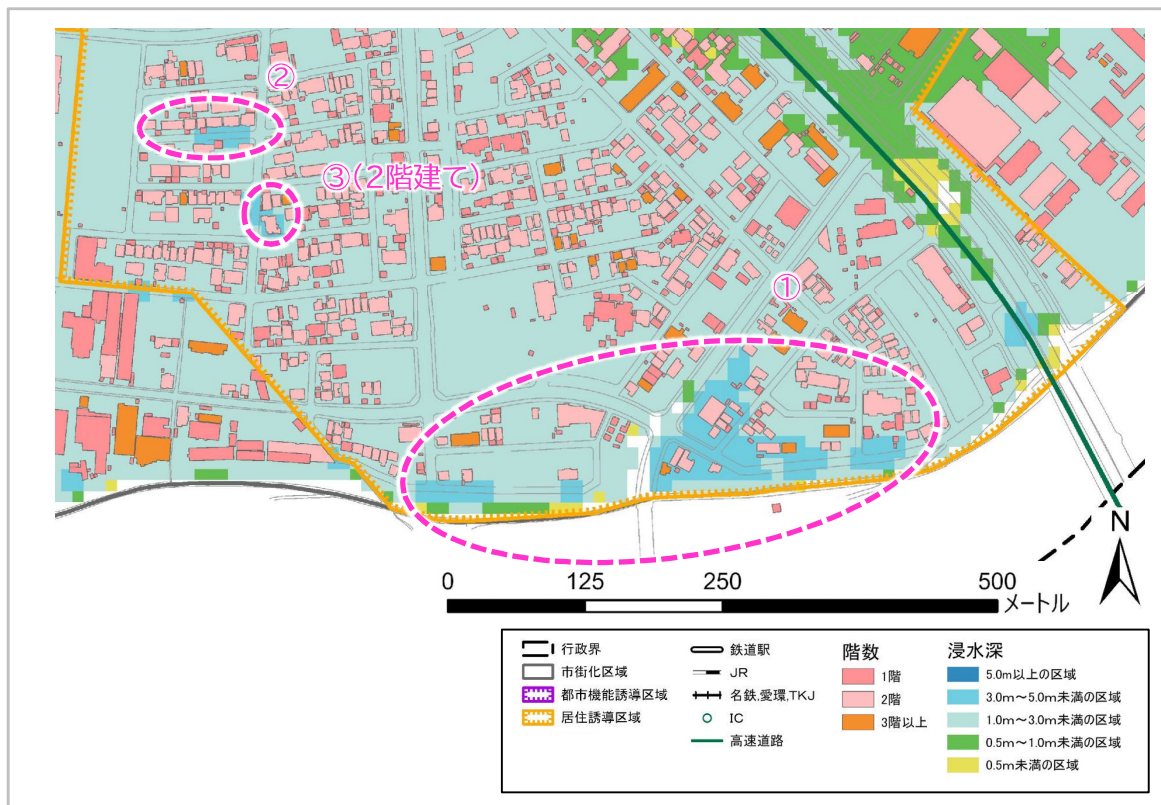 ②
③(2階建て)
①
N
0 125 250 500
メートル
行政界
市街化区域
都市機能誘導区域
居住誘導区域
鉄道駅
JR
名鉄,愛環,TKJ
IC
高速道路
階数
1階
2階
3階以上
浸水深
5.0m以上の区域
3.0m~5.0m未満の区域
1.0m~3.0m未満の区域
0.5m~1.0m未満の区域
0.5m未満の区域